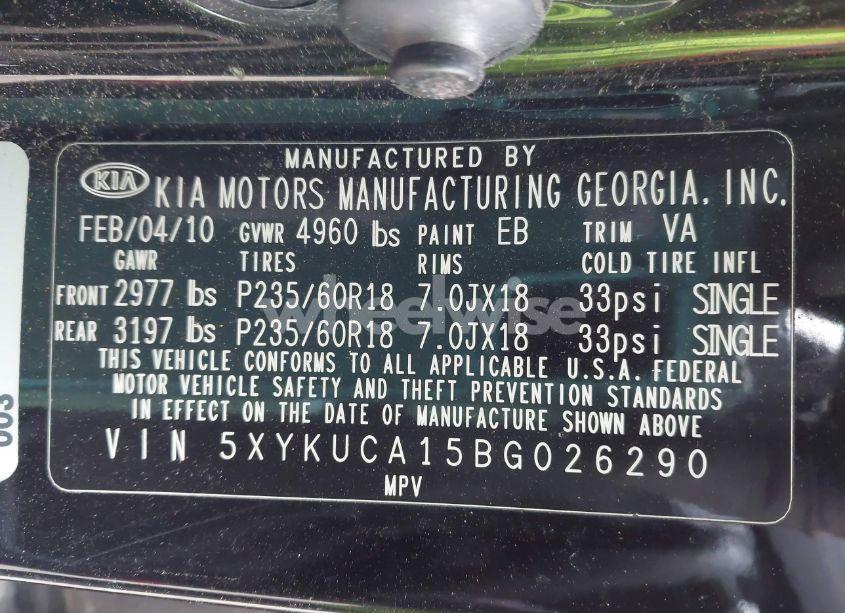 MANUFACTURED BY
KIA KIA MOTORS MANUFACTURING GEORGIA, INC.
FEB/04/10 GVWR 4960 lbs PAINT EB TRIM VA
GAWR TIRES RIMS COLD TIRE INFL
FRONT 2977 lbs P235/60R18 7.0JX18 33psi SINGLE
wheelwise
REAR 3197 lbs P235/60R18 7.0JX18 33psi SINGLE
THIS VEHICLE CONFORMS TO ALL APPLICABLE U.S.A. FEDERAL
MOTOR VEHICLE SAFETY AND THEFT PREVENTION STANDARDS
IN EFFECT ON THE DATE OF MANUFACTURE SHOWN ABOVE
VIN 5XYKUCA15BG026290
MPV
003